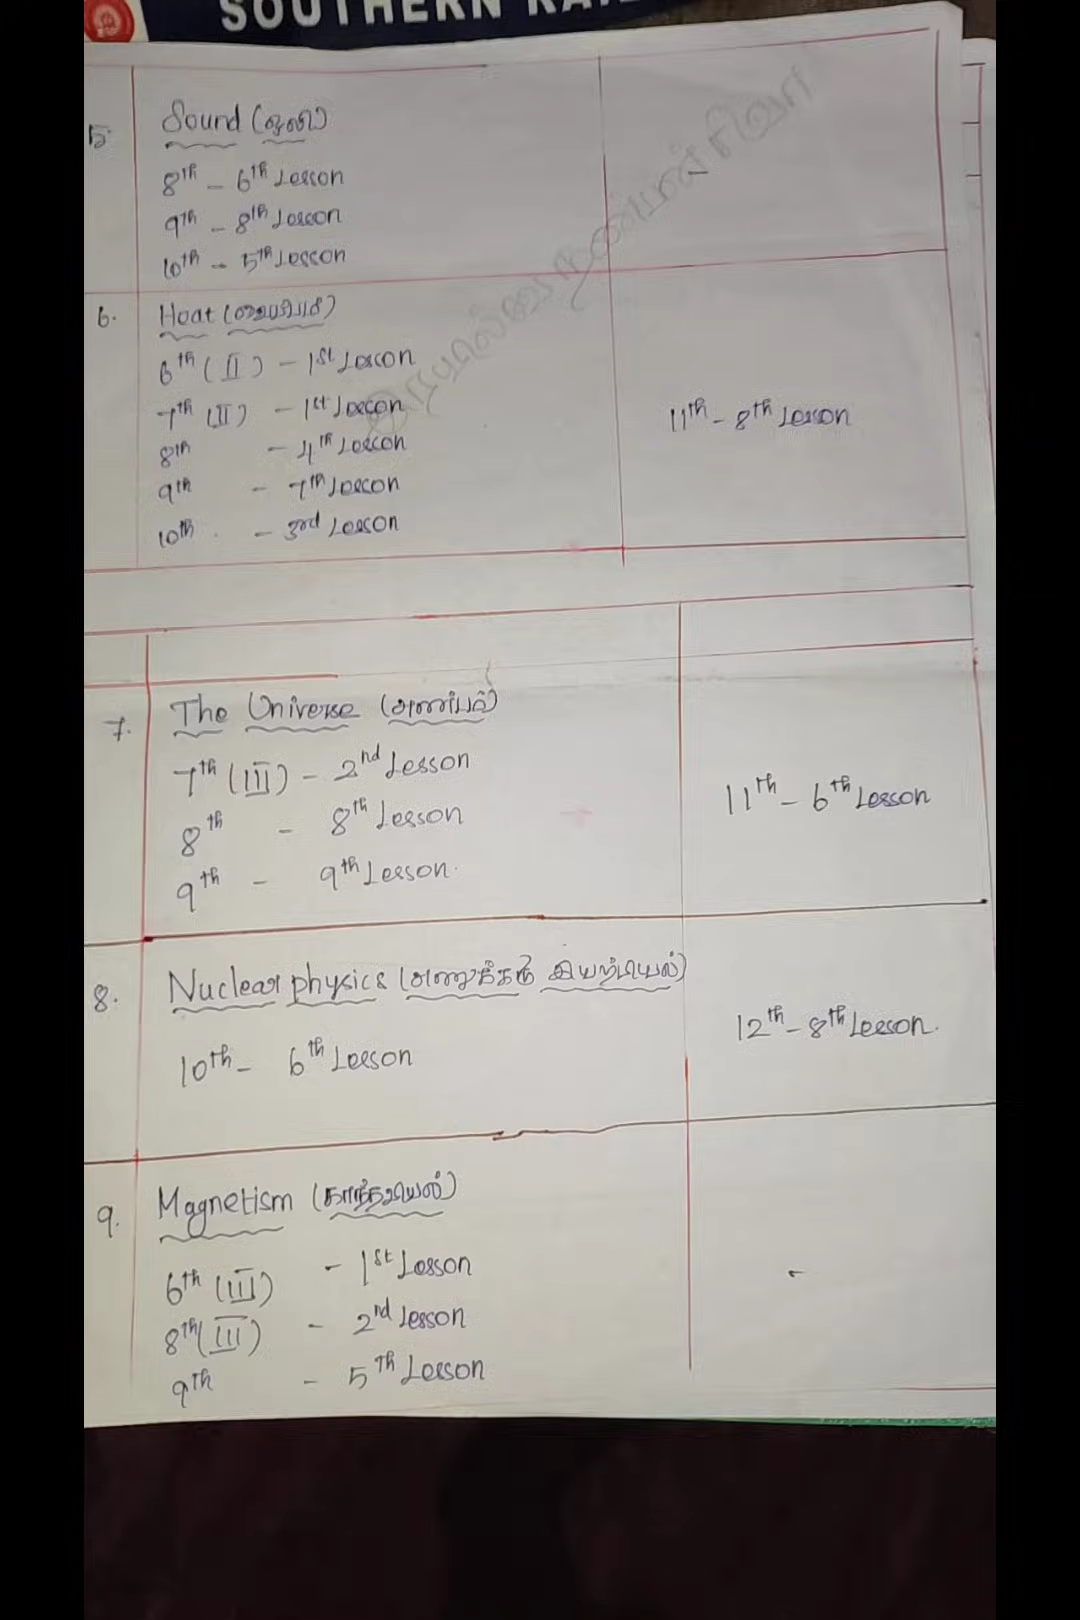 SOUTHERN RA
5. Sound (ஒலி)
8th - 6th Lesson
9th - 8th Lesson
10th - 5th Lesson
6. Heat (வெப்பம்)
6th (II) - 1st Lesson
7th (II) - 1st Lesson
8th - 4th Lesson
9th - 7th Lesson
10th - 3rd Lesson
11th - 8th Lesson
7. The Universe (அண்டம்)
7th (III) - 2nd Lesson
8th - 8th Lesson
9th - 9th Lesson.
11th - 6th Lesson
8. Nuclear physics (அணுக்கரு இயற்பியல்)
10th - 6th Lesson
12th - 8th Lesson.
9. Magnetism (காந்தவியல்)
6th (III) - 1st Lesson
8th (III) - 2nd Lesson
9th - 5th Lesson
-